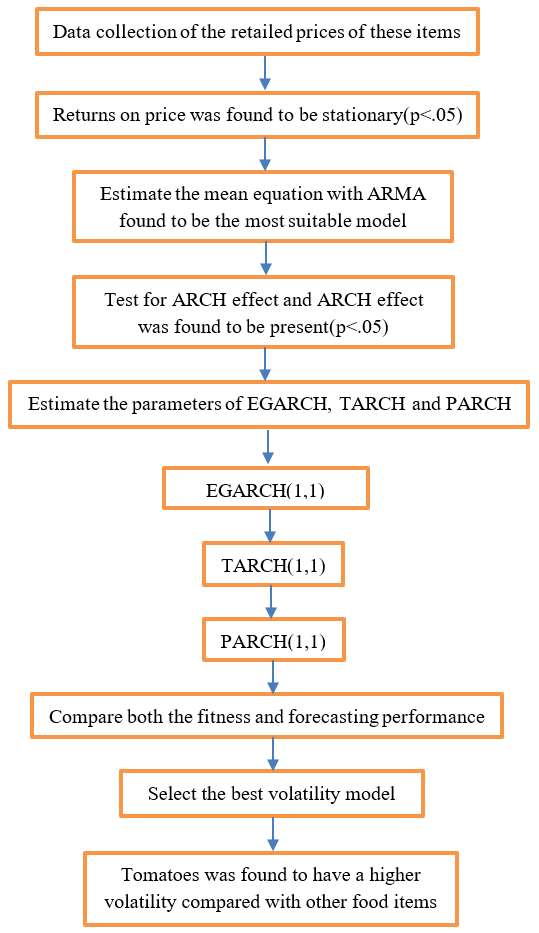 Data collection of the retailed prices of these items
Returns on price was found to be stationary(p<.05)
Estimate the mean equation with ARMA
found to be the most suitable model
Test for ARCH effect and ARCH effect
was found to be present(p<.05)
Estimate the parameters of EGARCH, TARCH and PARCH
EGARCH(1,1)
TARCH(1,1)
PARCH(1,1)
Compare both the fitness and forecasting performance
Select the best volatility model
Tomatoes was found to have a higher
volatility compared with other food items